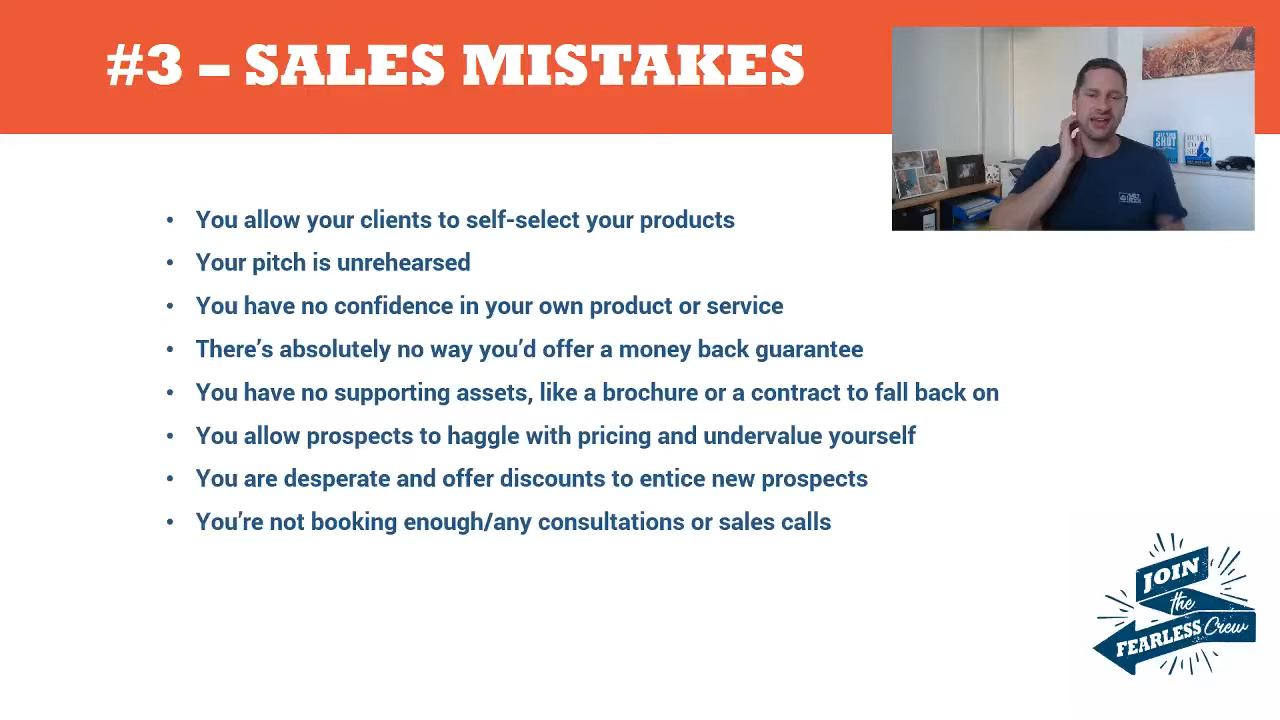 #3 – SALES MISTAKES
• You allow your clients to self-select your products
• Your pitch is unrehearsed
• You have no confidence in your own product or service
• There’s absolutely no way you’d offer a money back guarantee
• You have no supporting assets, like a brochure or a contract to fall back on
• You allow prospects to haggle with pricing and undervalue yourself
• You are desperate and offer discounts to entice new prospects
• You’re not booking enough/any consultations or sales calls
SHOT
BUILT
TO
JOIN
the
FEARLESS Crew